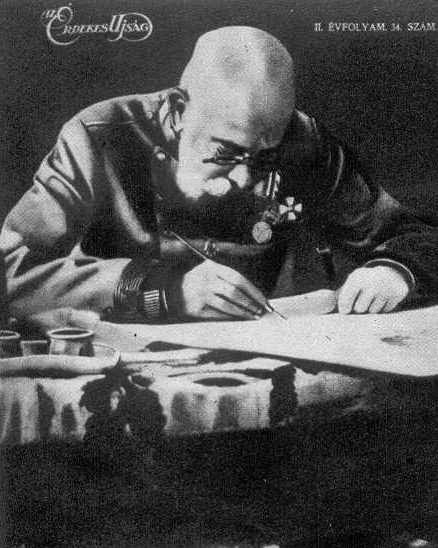 Az Érdekes Ujság
II. ÉVFOLYAM. 34. SZÁM.